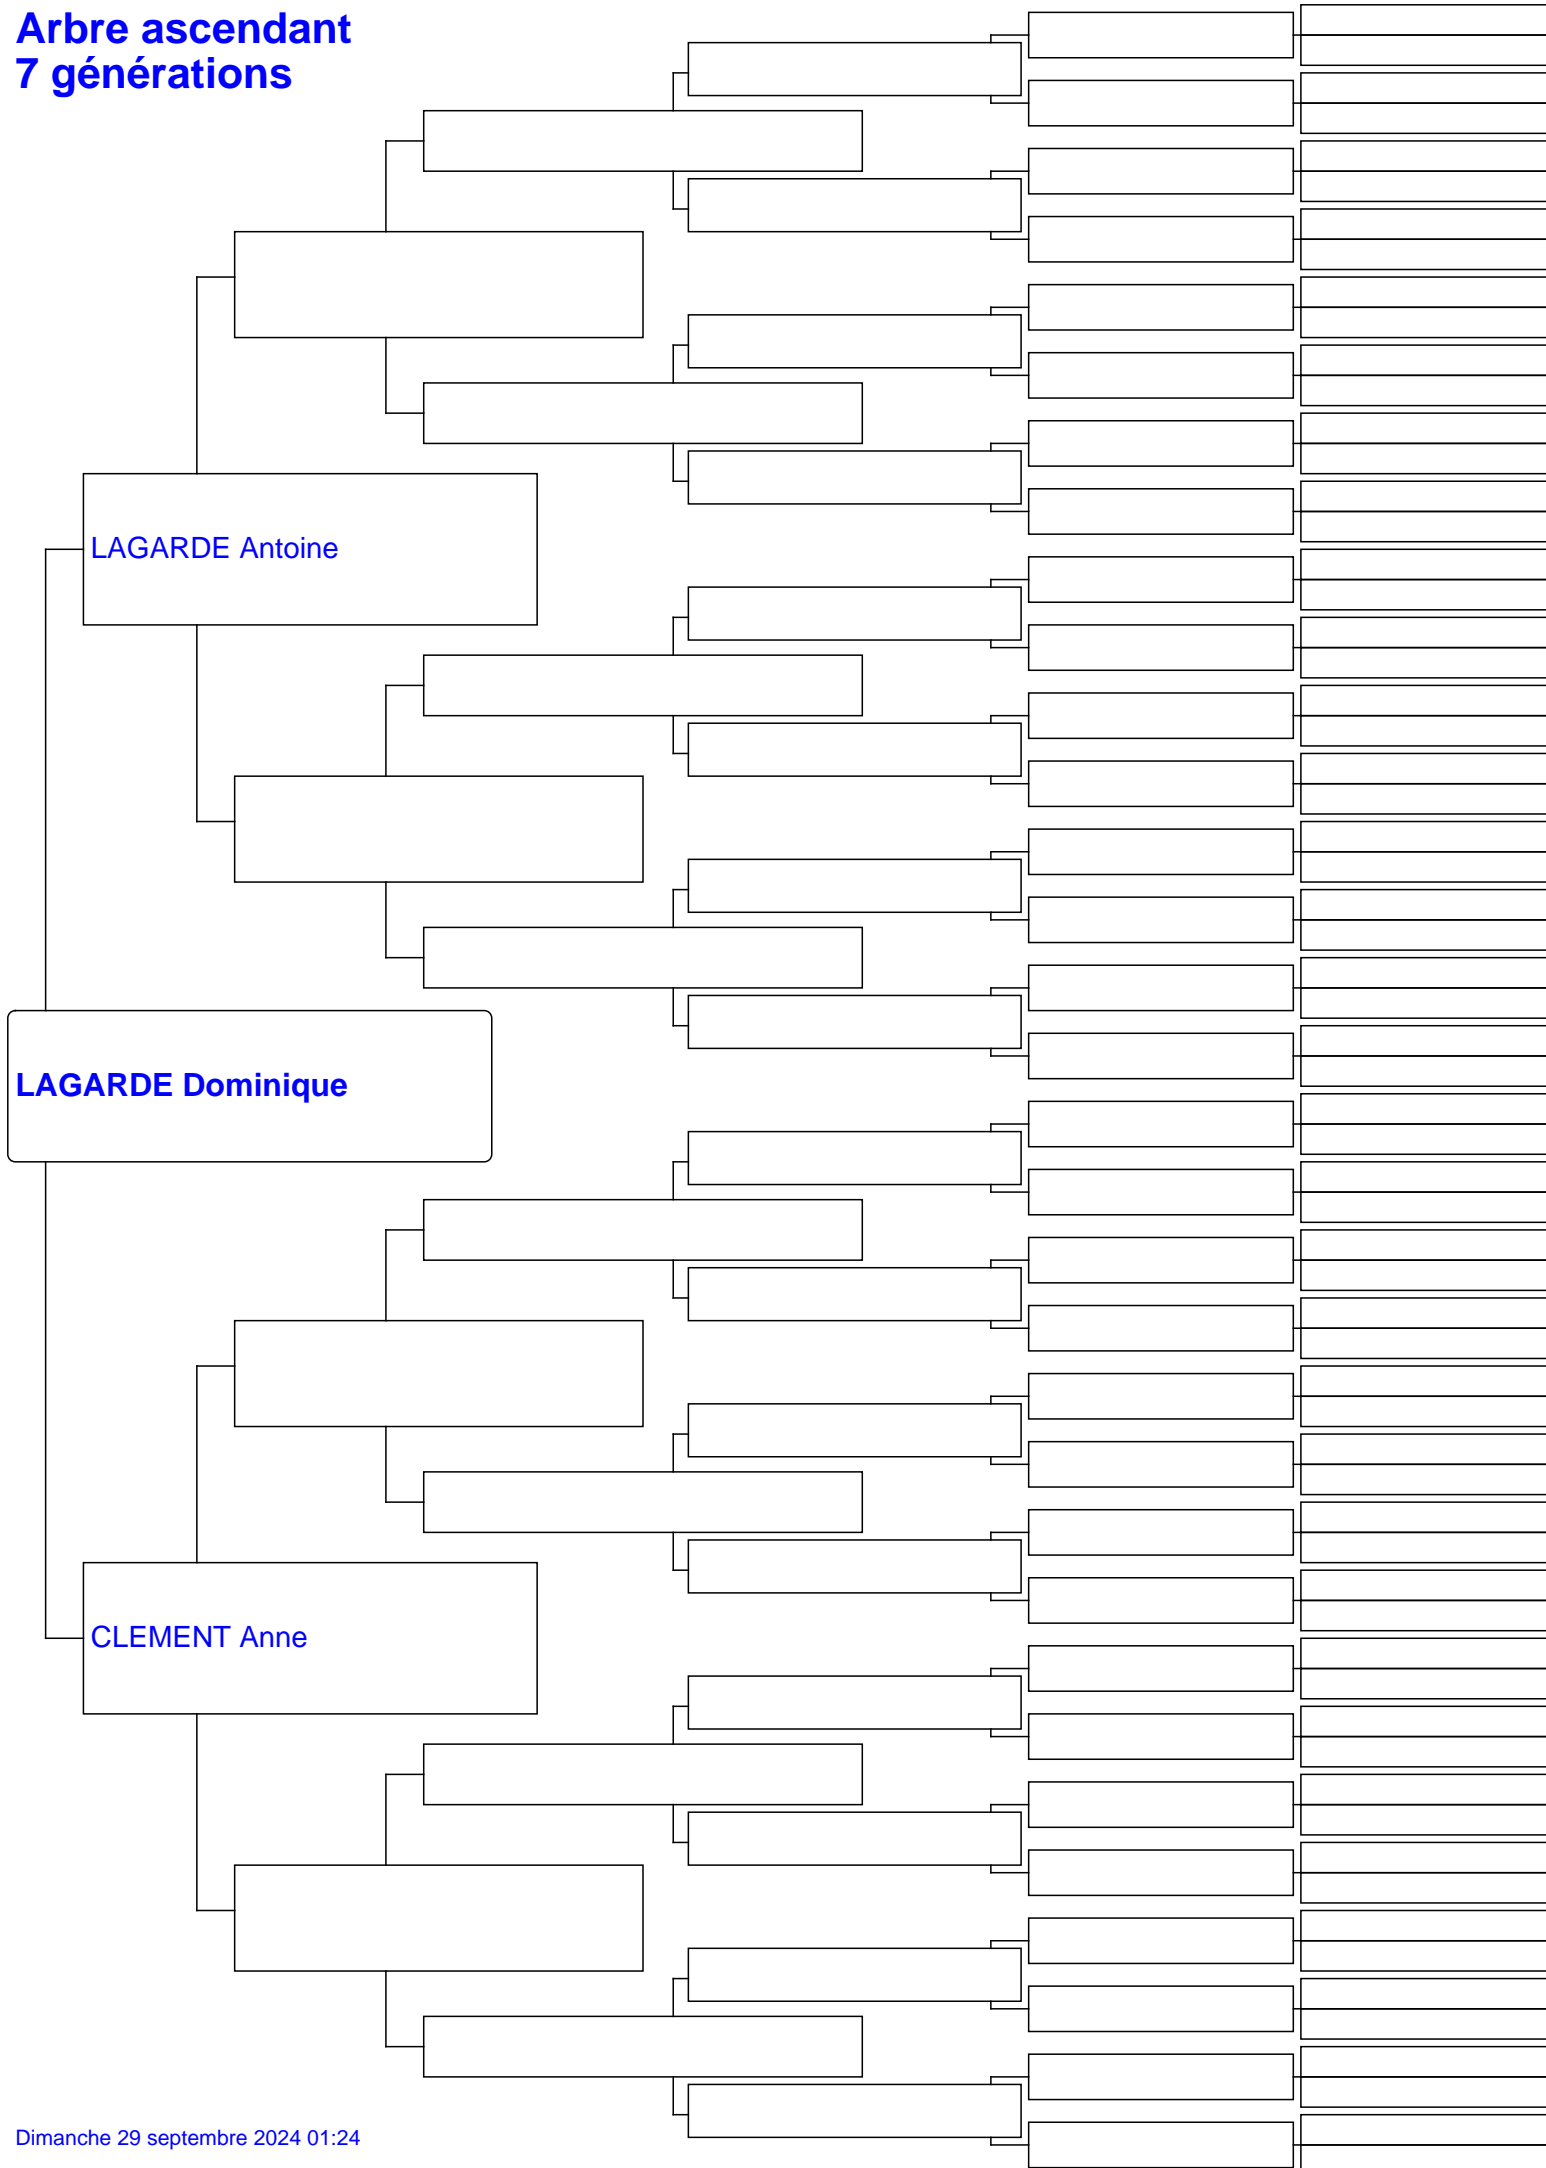 Arbre ascendant
7 générations
LAGARDE Antoine
LAGARDE Dominique
CLEMENT Anne
Dimanche 29 septembre 2024 01:24